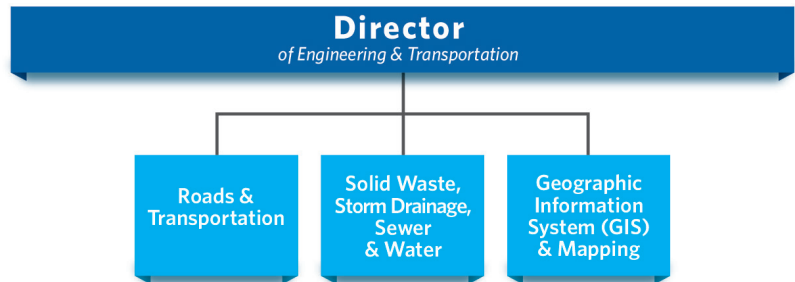 Director
of Engineering & Transportation
Roads &
Transportation
Solid Waste,
Storm Drainage,
Sewer
& Water
Geographic
Information
System (GIS)
& Mapping